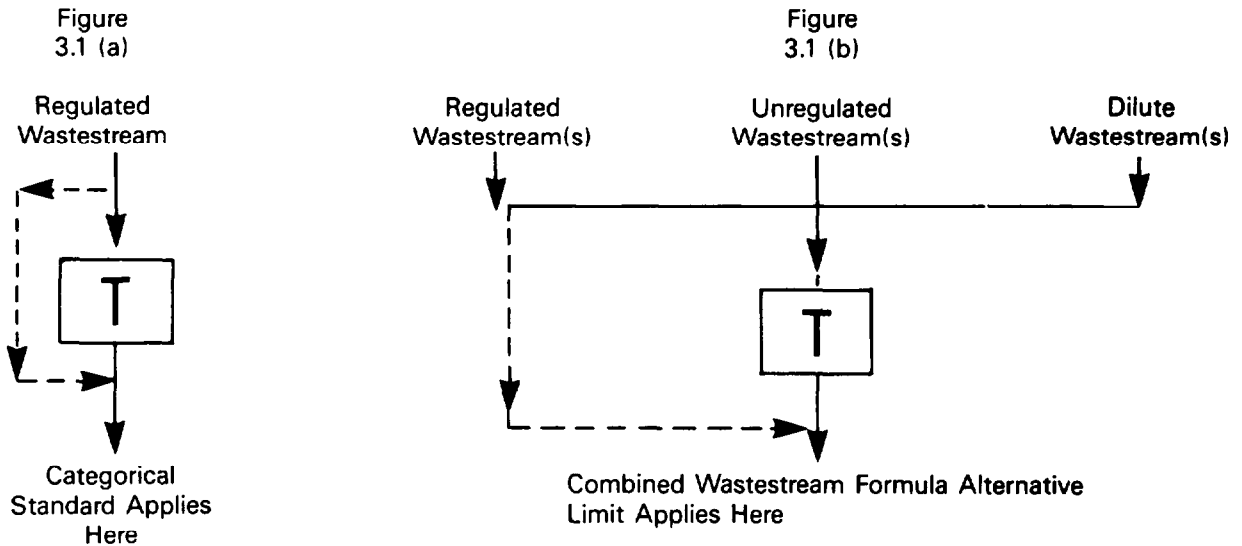 Figure
3.1 (a)
Regulated
Wastestream
T
Categorical
Standard Applies
Here
Figure
3.1 (b)
Regulated
Wastestream(s)
Unregulated
Wastestream(s)
Dilute
Wastestream(s)
T
Combined Wastestream Formula Alternative
Limit Applies Here